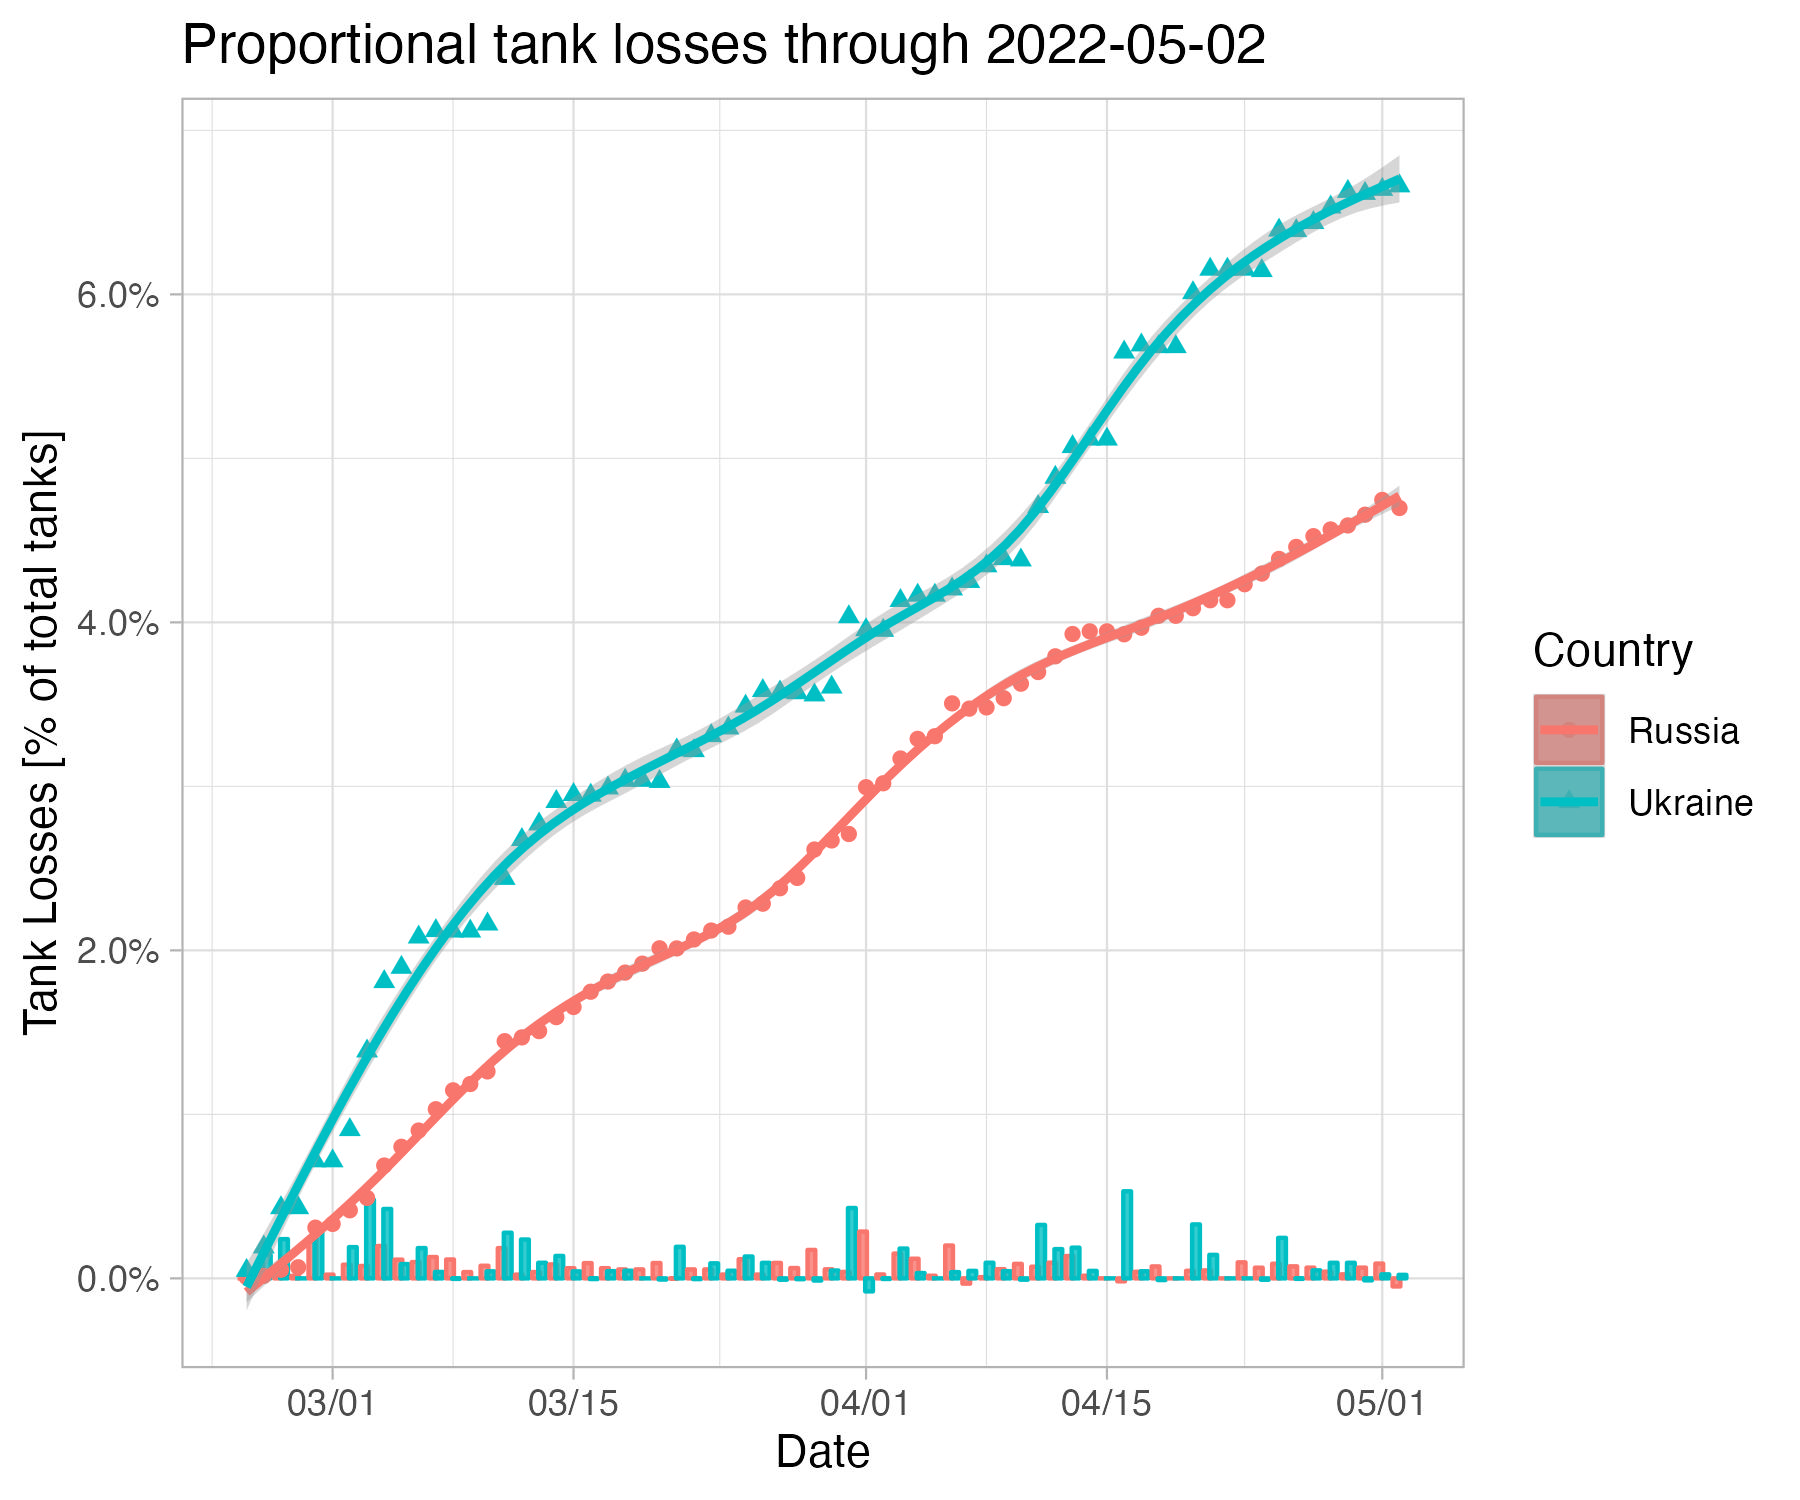 Proportional tank losses through 2022-05-02
Tank Losses [% of total tanks]
6.0%
4.0%
2.0%
0.0%
03/01
03/15
04/01
04/15
05/01
Date
Country
Russia
Ukraine